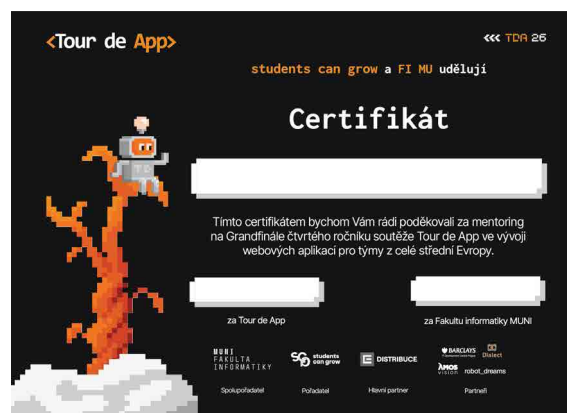 <Tour de App>
<<< TDA 26
students can grow a FI MU udělují
Certifikát
Tímto certifikátem bychom Vám rádi poděkovali za mentoring
na Grandfinále čtvrtého ročníku soutěže Tour de App ve vývoji
webových aplikací pro týmy z celé střední Evropy.
za Tour de App
za Fakultu informatiky MUNI
MUNI
FAKULTA
INFORMATIKY
SCG students
can grow
DISTRIBUCE
BARCLAYS
Dixiect
AMOS
VISION
robot_dreams
Spolupořadatel
Pořadatel
Hlavní partner
Partneři